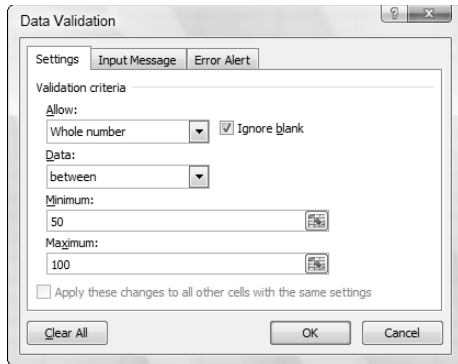 Data Validation
Settings Input Message Error Alert
Validation criteria
Allow:
Whole number Ignore blank
Data:
between
Minimum:
50
Maximum:
100
Apply these changes to all other cells with the same settings
Clear All OK Cancel